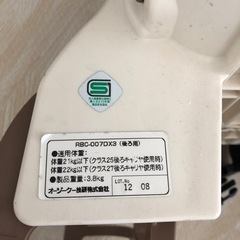 RBC-007DX3 (後ろ用)
●適用体重:
体重21kg以下(クラス25後ろキャリヤ使用時)
体重22kg以下(クラス27後ろキャリヤ使用時)
●製品重量:3.8kg
オージーケー技研株式会社
LOT.No.
12 08